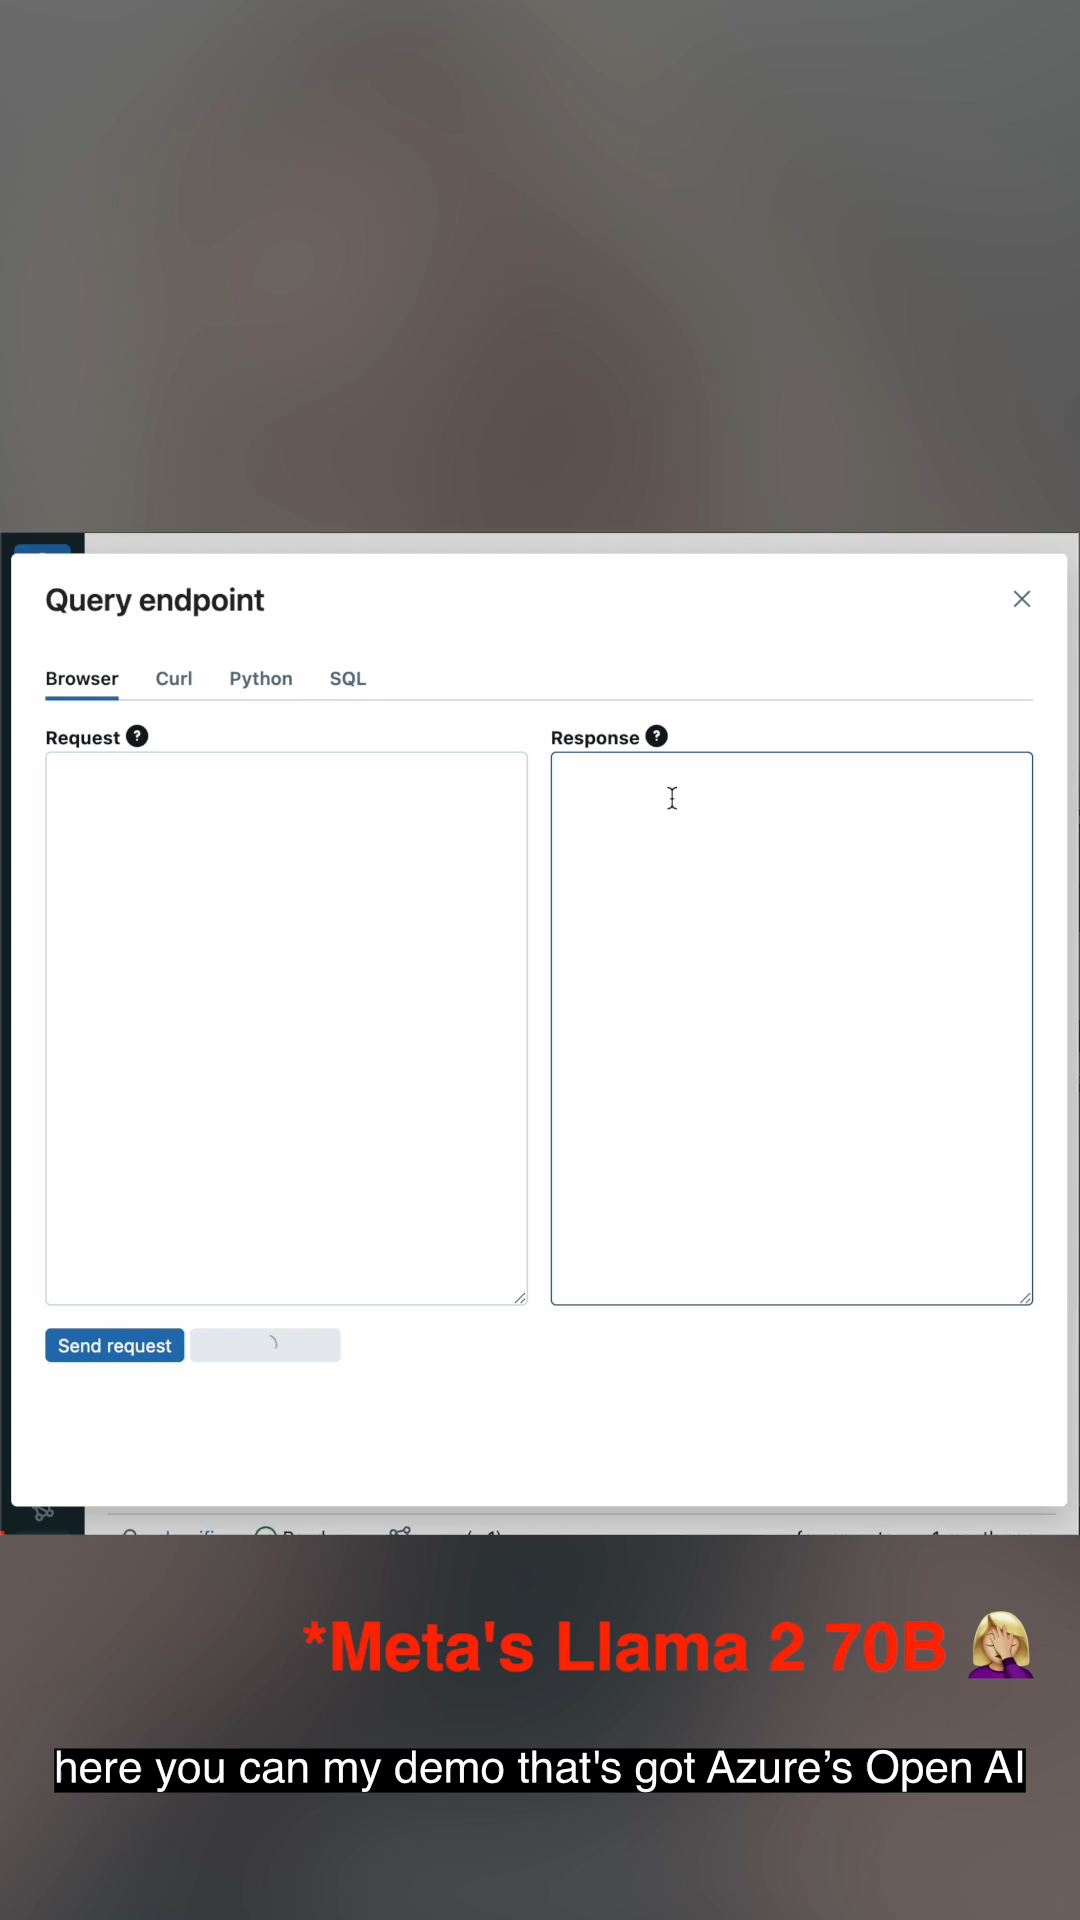 Query endpoint
Browser Curl Python SQL
Request ?
Response ?
Send request
*Meta's Llama 2 70B
here you can my demo that's got Azure’s Open AI